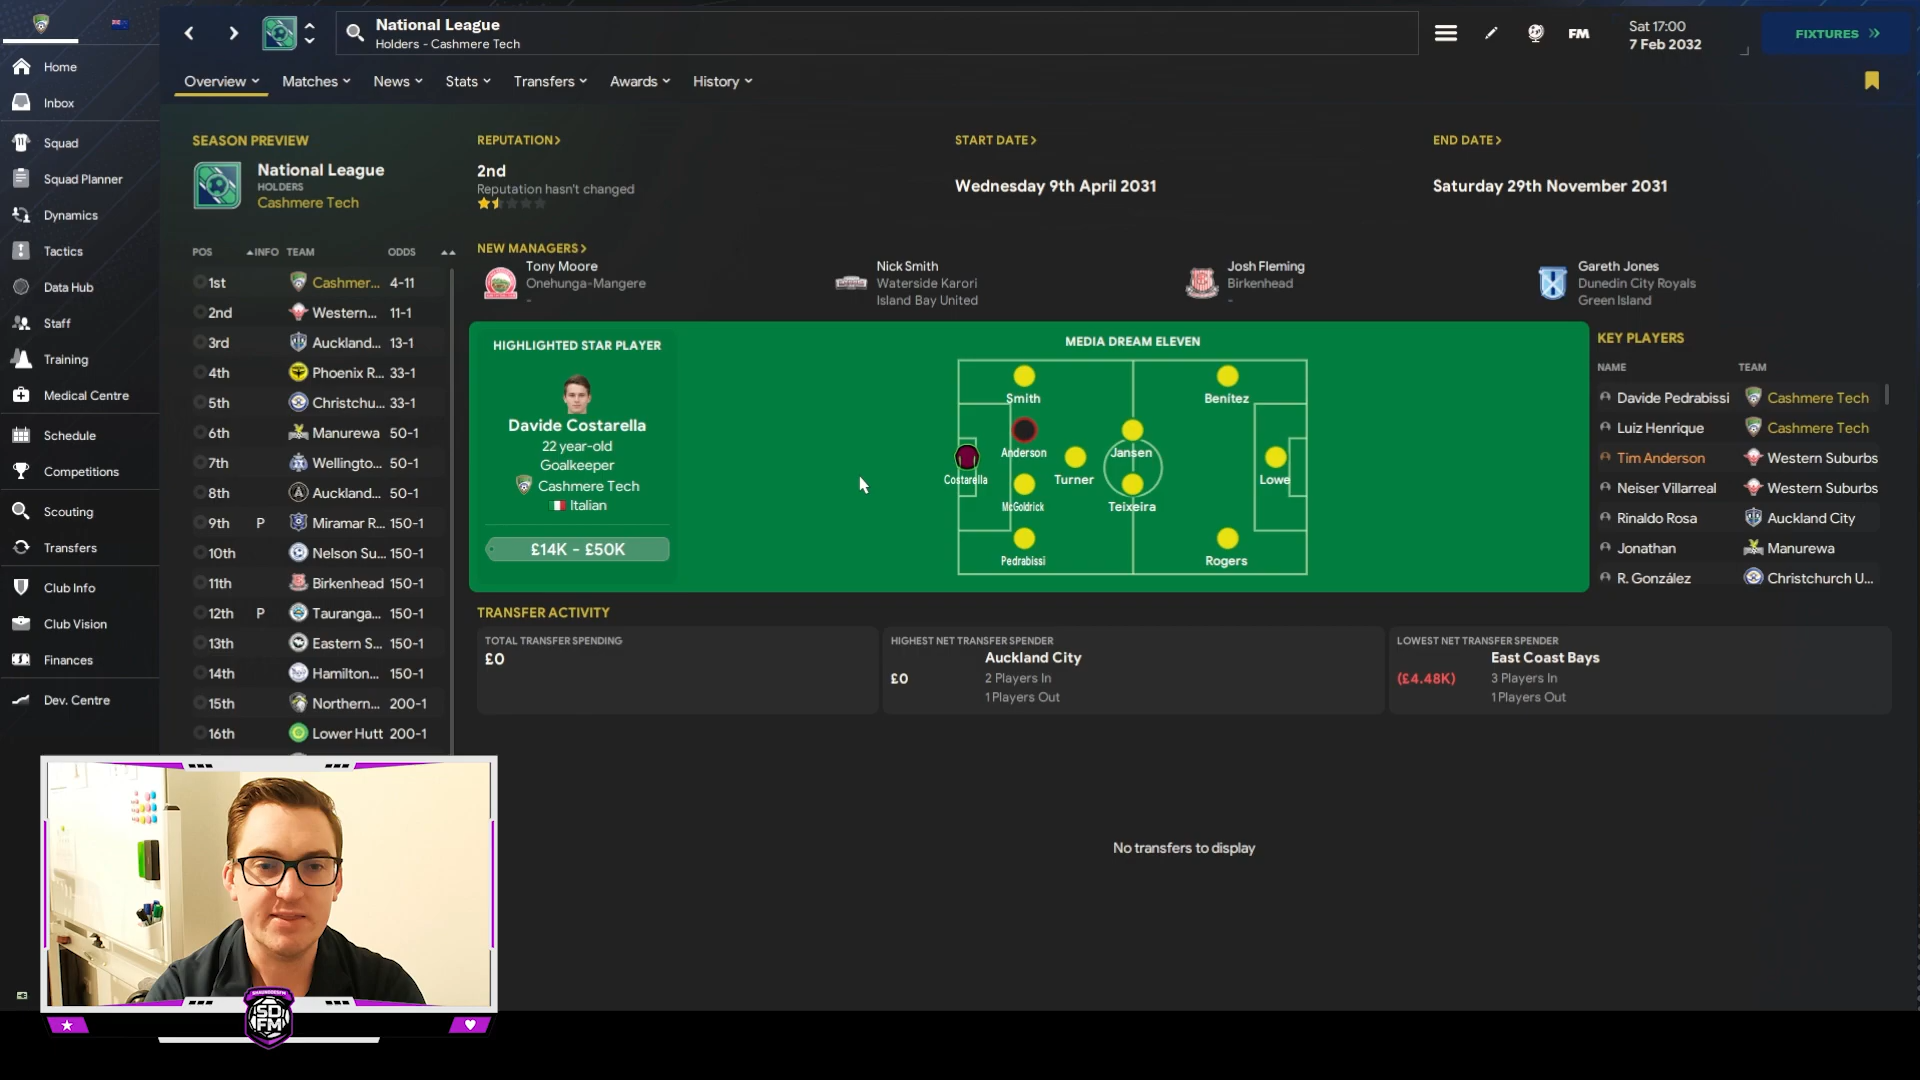 National League
Holders - Cashmere Tech
FM
Sat 17:00
7 Feb 2032
FIXTURES
Overview
Matches
News
Stats
Transfers
Awards
History
Home
Inbox
Squad
Squad Planner
Dynamics
Tactics
Data Hub
Staff
Training
Medical Centre
Schedule
Competitions
Scouting
Transfers
Club Info
Club Vision
Finances
Dev. Centre
SEASON PREVIEW
National League
HOLDERS
Cashmere Tech
REPUTATION>
2nd
Reputation hasn't changed
START DATE>
Wednesday 9th April 2031
END DATE>
Saturday 29th November 2031
POS INFO TEAM ODDS
1st Cashmer... 4-11
2nd Western... 11-1
3rd Auckland... 13-1
4th Phoenix R... 33-1
5th Christchu... 33-1
6th Manurewa 50-1
7th Wellingto... 50-1
8th Auckland... 50-1
9th P Miramar R... 150-1
10th Nelson Su... 150-1
11th Birkenhead 150-1
12th P Tauranga... 150-1
13th Eastern S... 150-1
14th Hamilton... 150-1
15th Northern... 200-1
16th Lower Hutt 200-1
NEW MANAGERS>
Tony Moore
Onehunga-Mangere
-
Nick Smith
Waterside Karori
Island Bay United
Josh Fleming
Birkenhead
-
Gareth Jones
Dunedin City Royals
Green Island
HIGHLIGHTED STAR PLAYER
Davide Costarella
22 year-old
Goalkeeper
Cashmere Tech
Italian
£14K - £50K
MEDIA DREAM ELEVEN
Smith
Benítez
Anderson
Jansen
Costarella
Turner
Lowe
McGoldrick
Teixeira
Pedrabissi
Rogers
KEY PLAYERS
NAME TEAM
Davide Pedrabissi Cashmere Tech
Luiz Henrique Cashmere Tech
Tim Anderson Western Suburbs
Neiser Villarreal Western Suburbs
Rinaldo Rosa Auckland City
Jonathan Manurewa
R. González Christchurch U...
TRANSFER ACTIVITY
TOTAL TRANSFER SPENDING
£0
HIGHEST NET TRANSFER SPENDER
£0
Auckland City
2 Players In
1 Players Out
LOWEST NET TRANSFER SPENDER
(£4.48K)
East Coast Bays
3 Players In
1 Players Out
No transfers to display
SD
FM